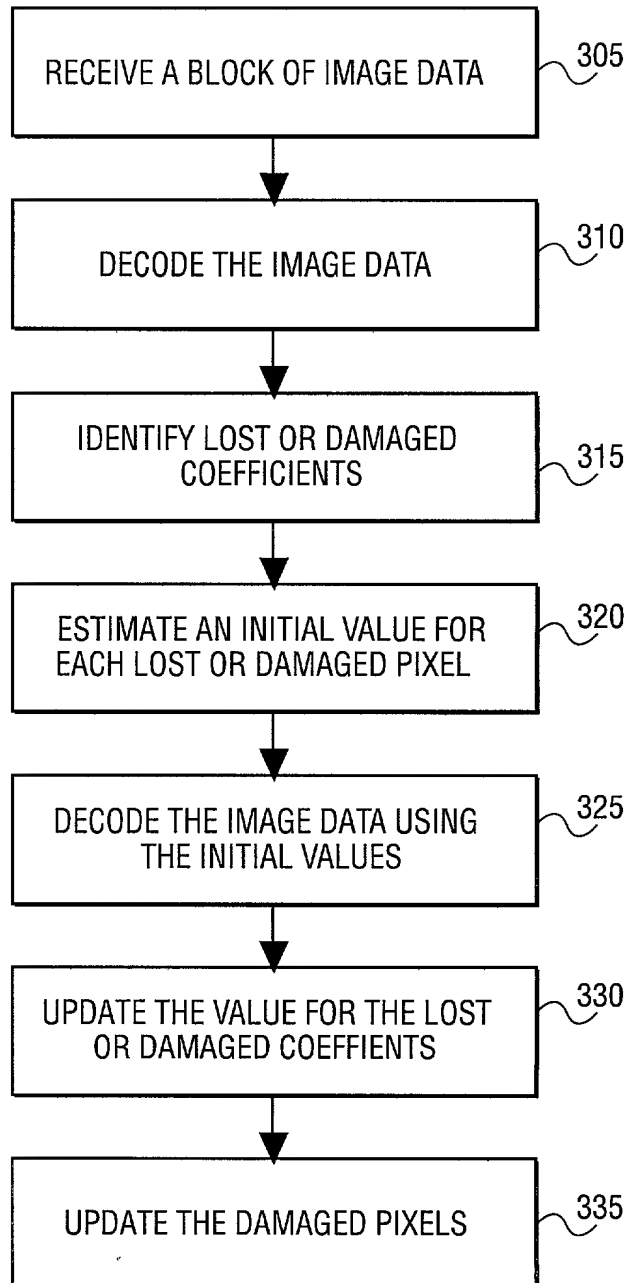 RECEIVE A BLOCK OF IMAGE DATA
305
DECODE THE IMAGE DATA
310
IDENTIFY LOST OR DAMAGED
COEFFICIENTS
315
ESTIMATE AN INITIAL VALUE FOR
EACH LOST OR DAMAGED PIXEL
320
DECODE THE IMAGE DATA USING
THE INITIAL VALUES
325
UPDATE THE VALUE FOR THE LOST
OR DAMAGED COEFFIENTS
330
UPDATE THE DAMAGED PIXELS
335